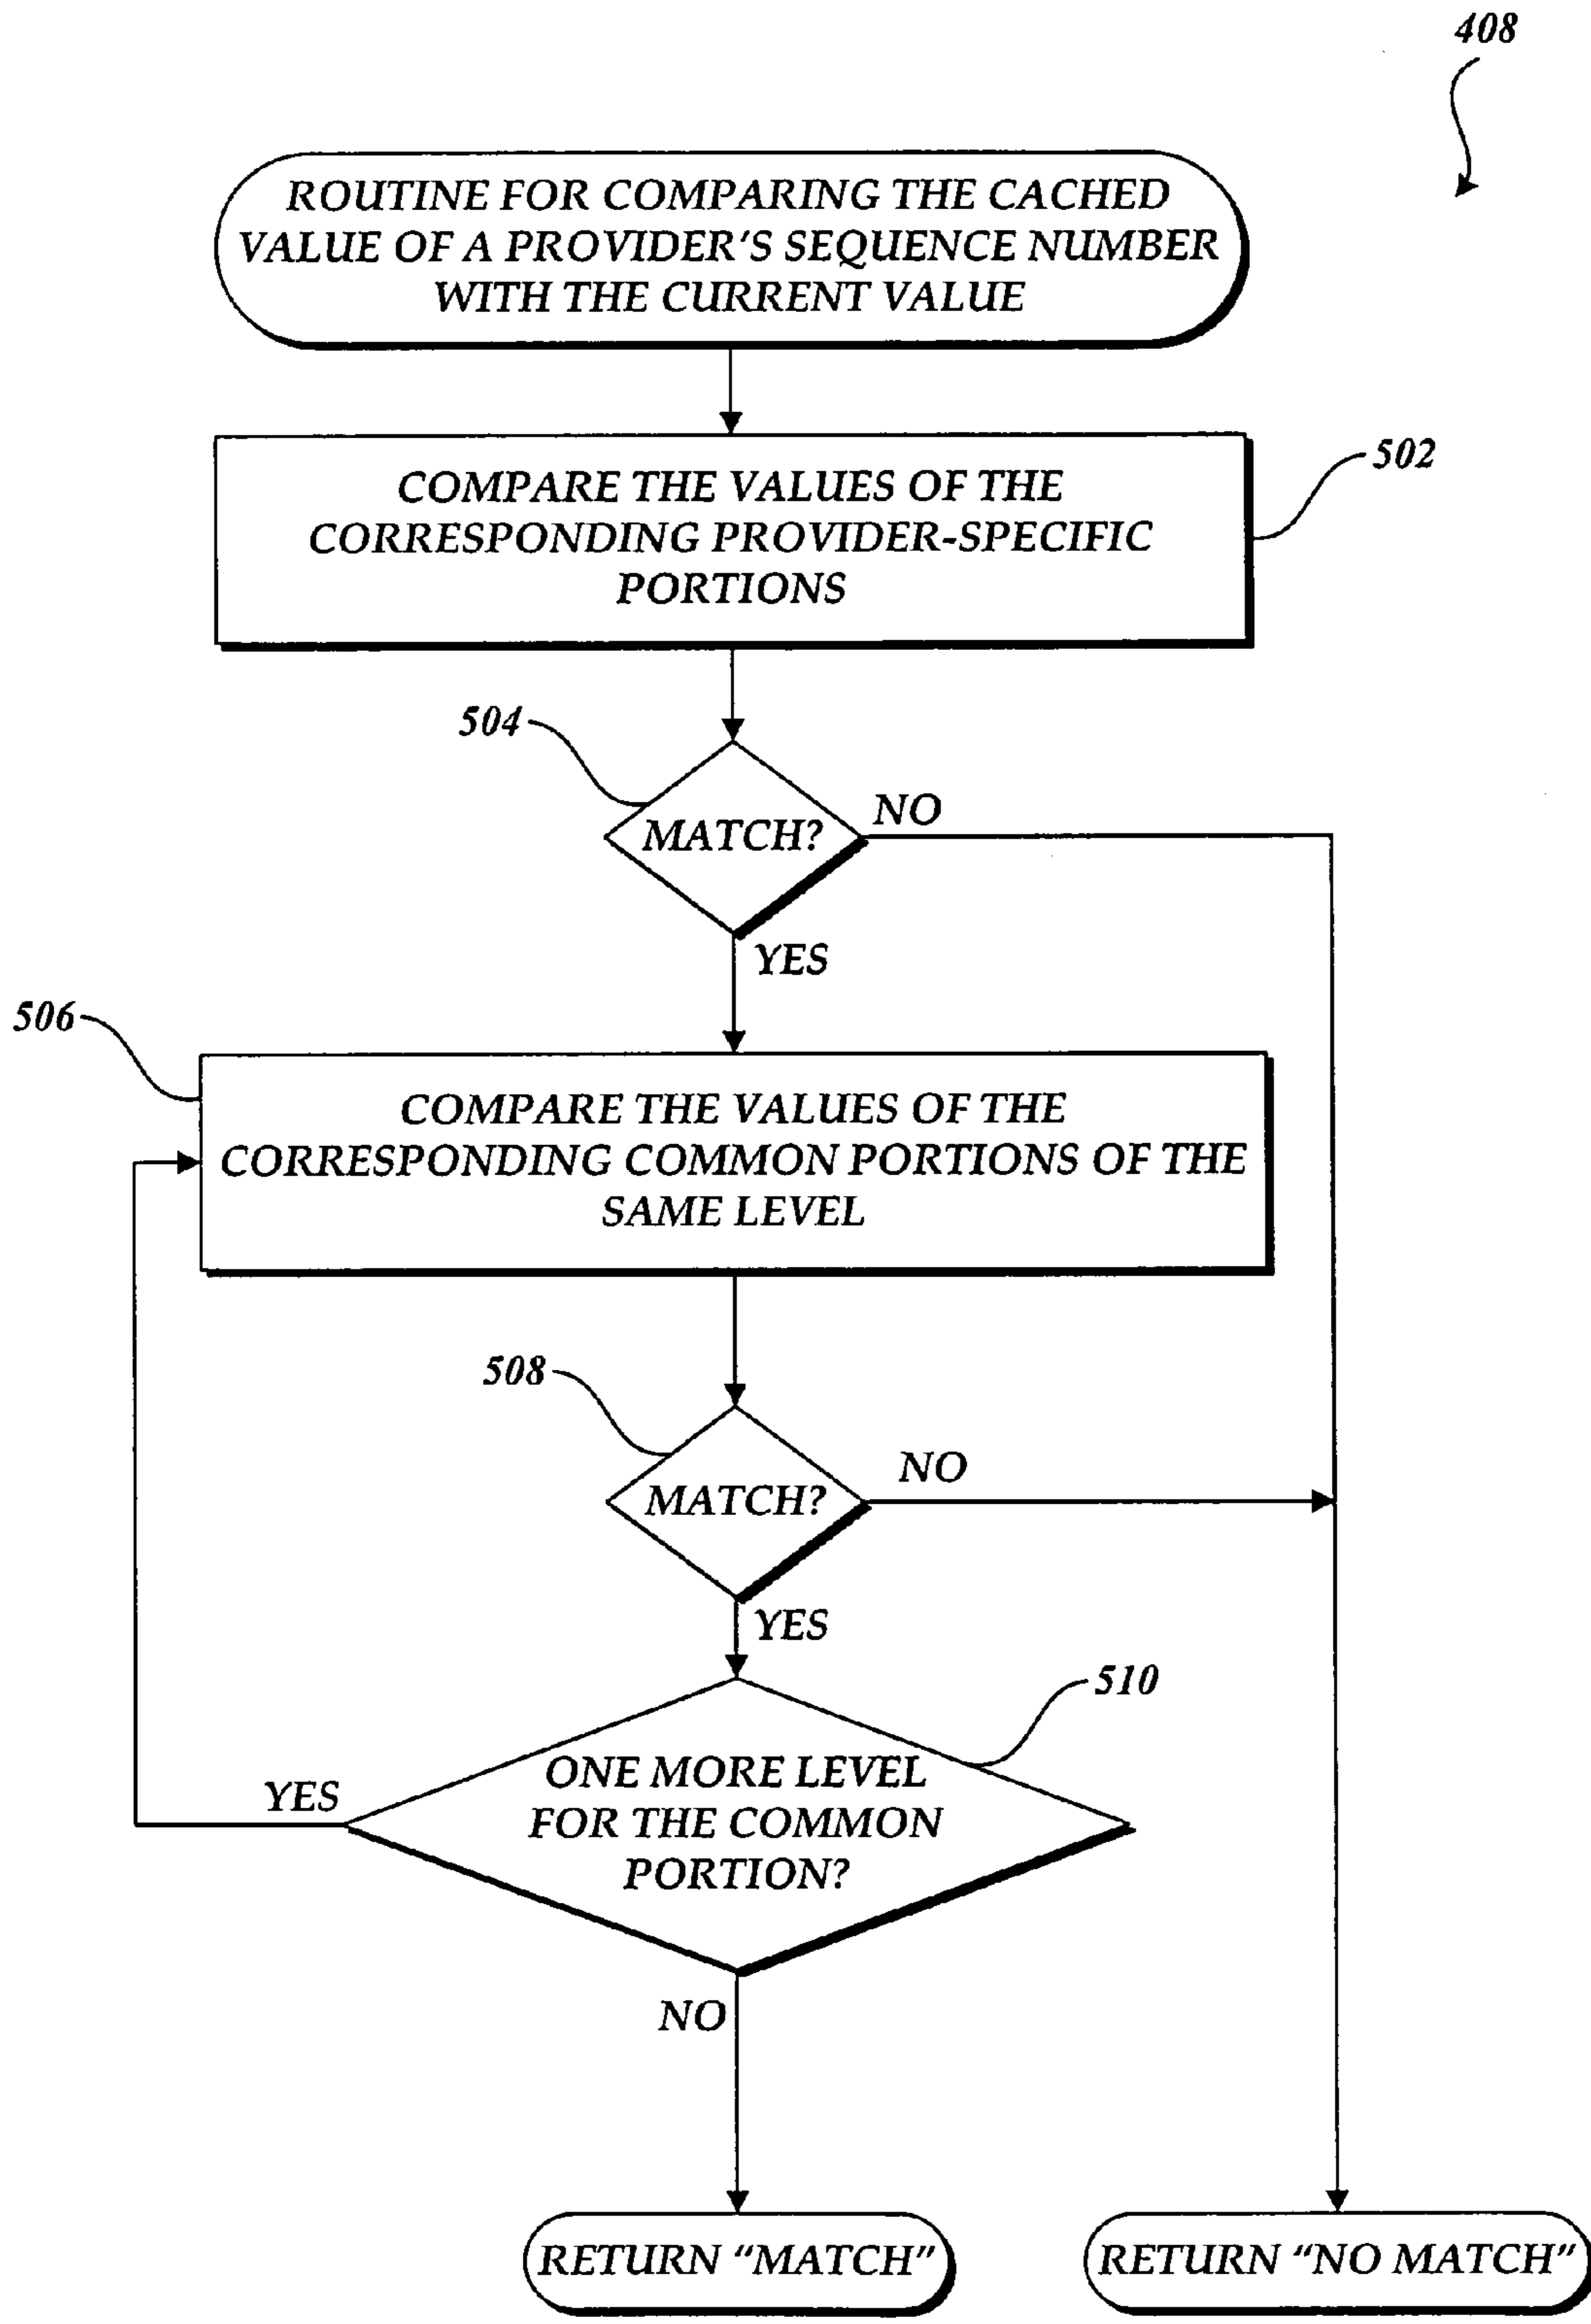 408
ROUTINE FOR COMPARING THE CACHED
VALUE OF A PROVIDER'S SEQUENCE NUMBER
WITH THE CURRENT VALUE
502
COMPARE THE VALUES OF THE
CORRESPONDING PROVIDER-SPECIFIC
PORTIONS
504
MATCH?
NO
YES
506
COMPARE THE VALUES OF THE
CORRESPONDING COMMON PORTIONS OF THE
SAME LEVEL
508
MATCH?
NO
YES
510
ONE MORE LEVEL
FOR THE COMMON
PORTION?
YES
NO
RETURN "MATCH"
RETURN "NO MATCH"